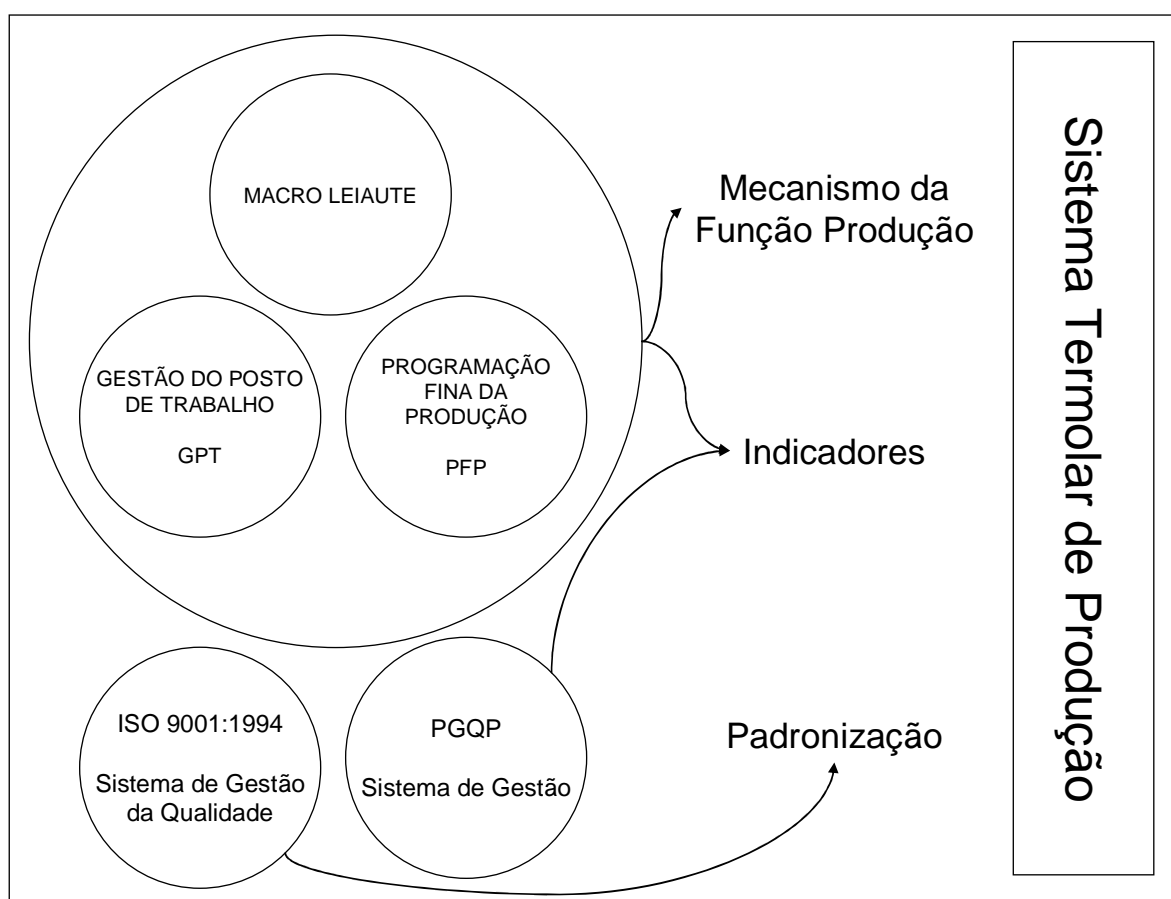 MACRO LEIAUTE
GESTÃO DO POSTO
DE TRABALHO
GPT
PROGRAMAÇÃO
FINA DA
PRODUÇÃO
PFP
ISO 9001:1994
Sistema de Gestão
da Qualidade
PGQP
Sistema de Gestão
Mecanismo da
Função Produção
Indicadores
Padronização
Sistema Termolar de Produção